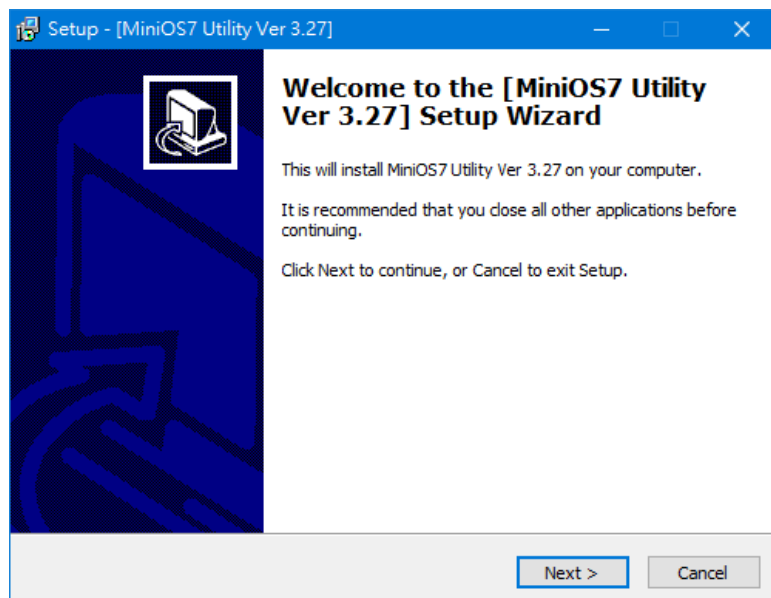 Setup - [MiniOS7 Utility Ver 3.27]
Welcome to the [MiniOS7 Utility
Ver 3.27] Setup Wizard
This will install MiniOS7 Utility Ver 3.27 on your computer.
It is recommended that you close all other applications before
continuing.
Click Next to continue, or Cancel to exit Setup.
Next >
Cancel